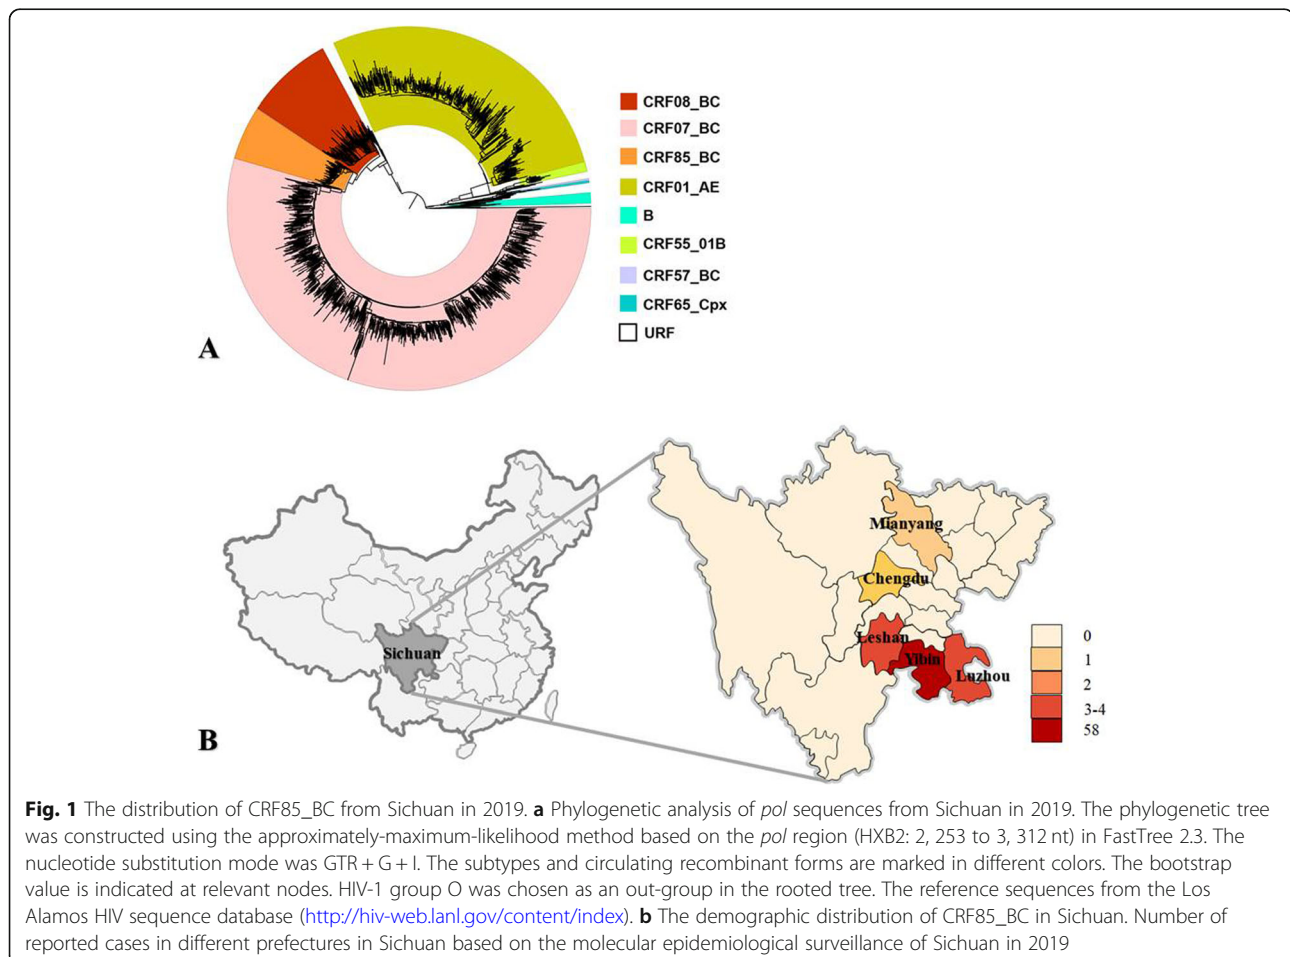 CRF08_BC
CRF07_BC
CRF85_BC
CRF01_AE
B
CRF55_01B
CRF57_BC
CRF65_Cpx
URF
A
Mianyang
Chengdu
Leshan
Yibin
Luzhou
Sichuan
0
1
2
3-4
58
B
Fig. 1 The distribution of CRF85_BC from Sichuan in 2019. a Phylogenetic analysis of pol sequences from Sichuan in 2019. The phylogenetic tree
was constructed using the approximately-maximum-likelihood method based on the pol region (HXB2: 2, 253 to 3, 312 nt) in FastTree 2.3. The
nucleotide substitution mode was GTR + G + I. The subtypes and circulating recombinant forms are marked in different colors. The bootstrap
value is indicated at relevant nodes. HIV-1 group O was chosen as an out-group in the rooted tree. The reference sequences from the Los
Alamos HIV sequence database (http://hiv-web.lanl.gov/content/index). b The demographic distribution of CRF85_BC in Sichuan. Number of
reported cases in different prefectures in Sichuan based on the molecular epidemiological surveillance of Sichuan in 2019